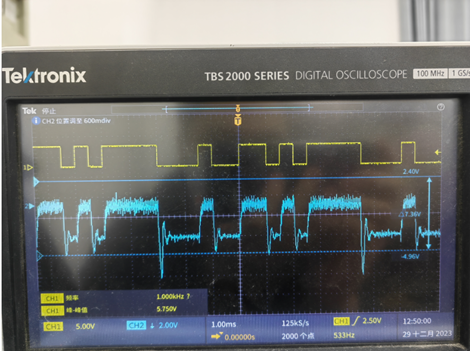 Tektronix TBS2000 SERIES DIGITAL OSCILLOSCOPE 100 MHz 1 GS/s
Tek 停止
CH2 位置调至 600mdiv
2.40V
7.36V
-4.96V
CH1 频率 1.000kHz ?
CH1 峰-峰值 5.750V
CH1 5.00V CH2 2.00V 1.00ms 125kS/s CH1 2.50V 12:50:00
0.00000s 2000 个点 533Hz 29 十二月 2023